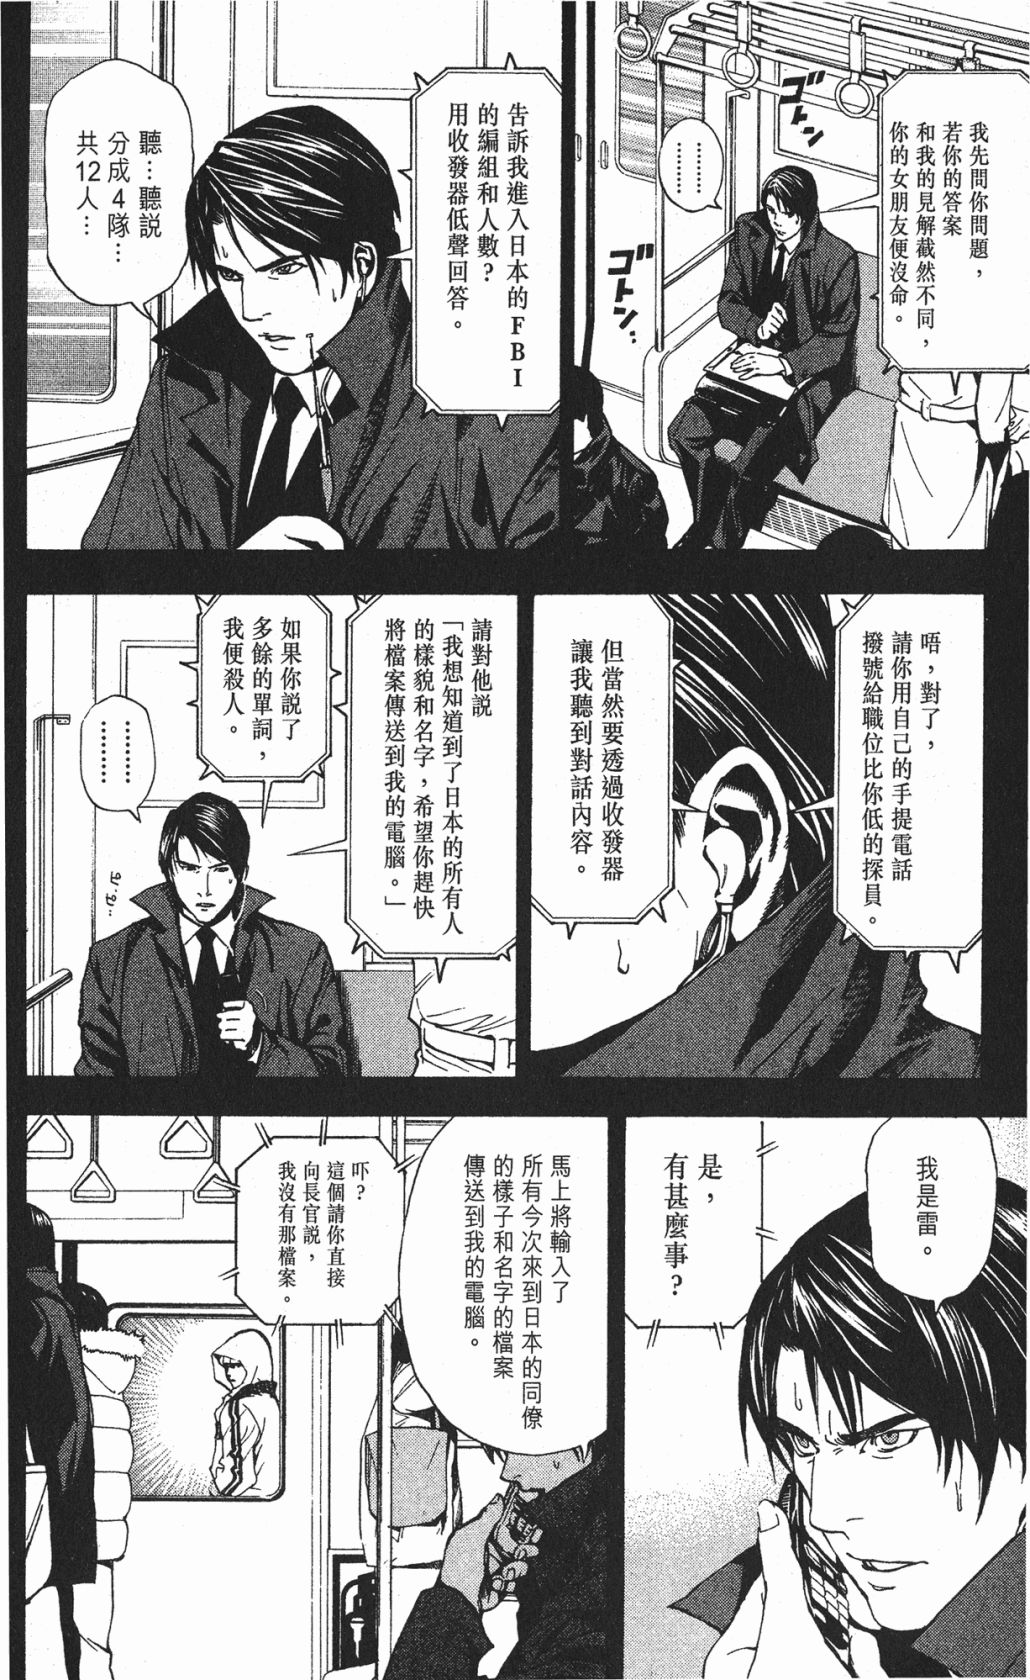 我先問你問題，
若你的答案
和我的見解截然不同，
你的女朋友便沒命。
ゴトン
…………
ゴトン、
告訴我進入日本的FBI
的編組和人數？
用收發器低聲回答。
聽…聽說
分成4隊…
共12人…
唔，對了，
請你用自己的手提電話
撥號給職位比你低的探員。
但當然要透過收發器
讓我聽到對話內容。
請對他說
「我想知道到了日本的所有人
的樣貌和名字，希望你趕快
將檔案傳送到我的電腦。」
如果你說了
多餘的單詞，
我便殺人。
…………
我是雷。
是，
有甚麼事？
馬上將輸入了
所有今次來到日本的同僚
的樣子和名字的檔案
傳送到我的電腦。
吓？
這個請你直接
向長官說，
我沒有那檔案。